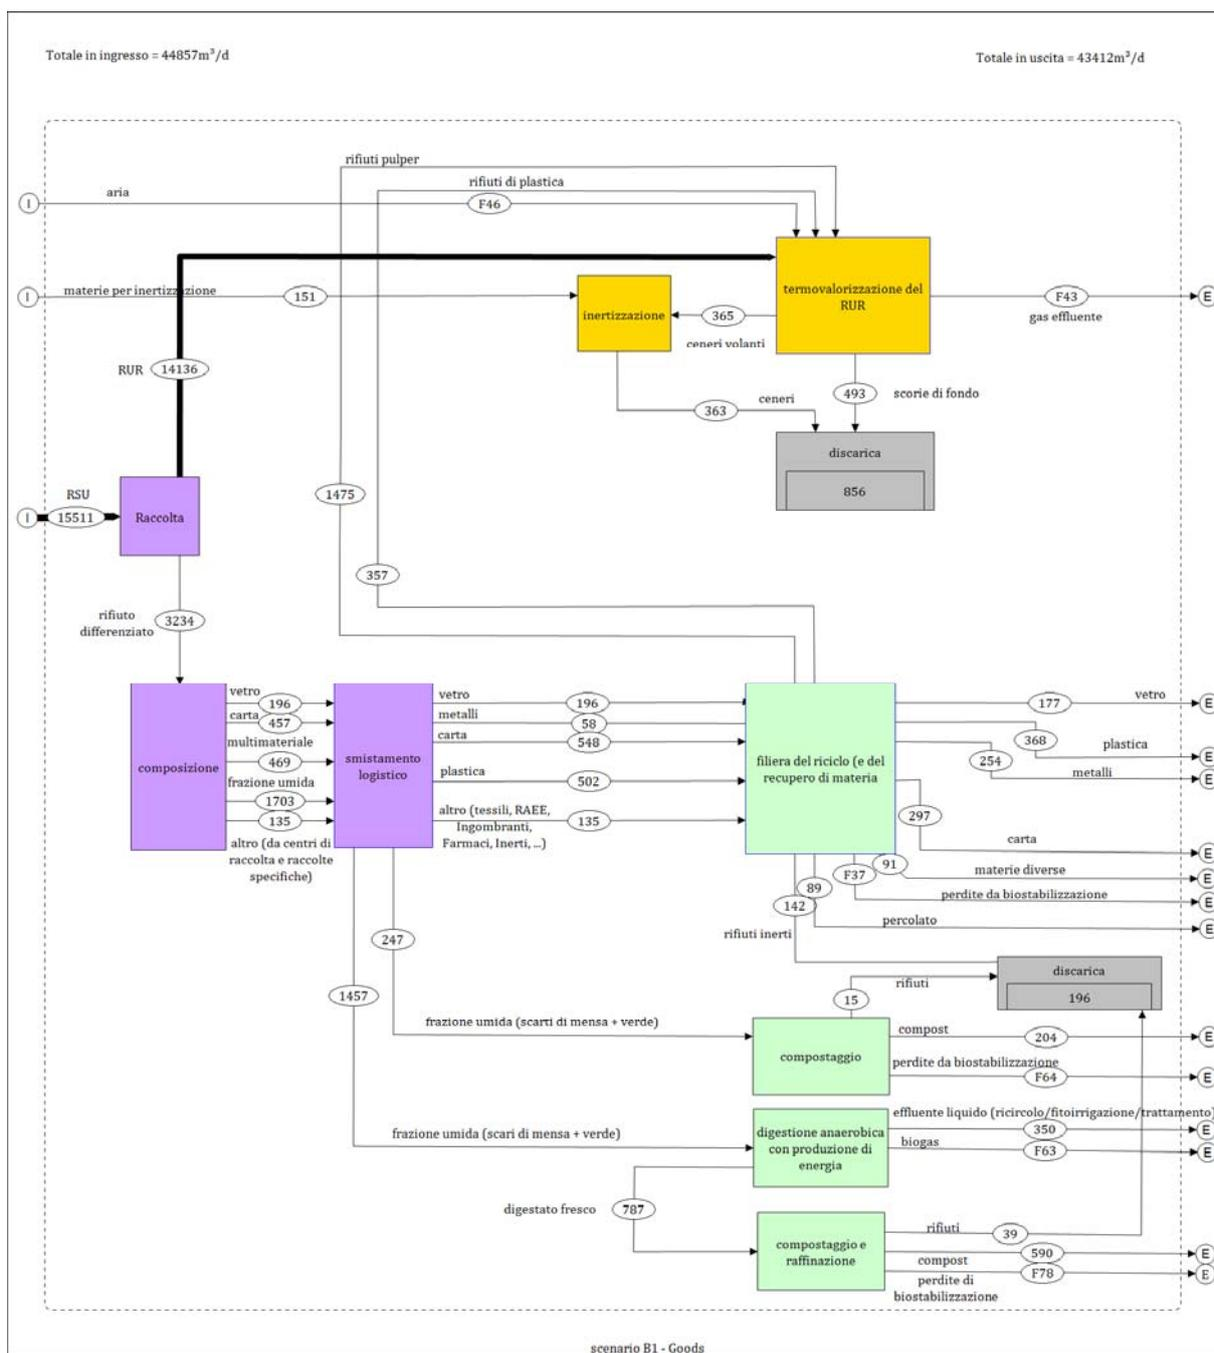 Totale in ingresso = 44857m³/d
Totale in uscita = 43412m³/d
rifiuti pulper
rifiuti di plastica
aria
F46
I
termovalorizzazione del
RUR
materie per inertizzazione
151
I
inertizzazione
365
ceneri volanti
F43
gas effluente
E
RUR
14136
363
ceneri
493
scorie di fondo
discarica
856
1475
RSU
15511
I
Raccolta
357
rifiuto
differenziato
3234
composizione
vetro
196
carta
457
multimateriale
469
frazione umida
1703
135
altro (da centri di
raccolta e raccolte
specifiche)
smistamento
logistico
vetro
196
metalli
58
carta
548
plastica
502
altro (tessili, RAEE,
Ingombranti,
Farmaci, Inerti, ...)
135
filiera del riciclo (e del
recupero di materia
177
vetro
E
368
plastica
E
254
metalli
E
297
carta
E
91
materie diverse
E
F37
perdite da biostabilizzazione
E
89
percolato
E
142
rifiuti inerti
247
1457
discarica
196
15
rifiuti
frazione umida (scarti di mensa + verde)
compostaggio
compost
204
E
perdite da biostabilizzazione
F64
E
frazione umida (scari di mensa + verde)
digestione anaerobica
con produzione di
energia
effluente liquido (ricircolo/fitoirrigazione/trattamento)
350
E
biogas
F63
E
digestato fresco
787
compostaggio e
raffinazione
rifiuti
39
590
compost
E
F78
perdite di
biostabilizzazione
E
scenario B1 - Goods